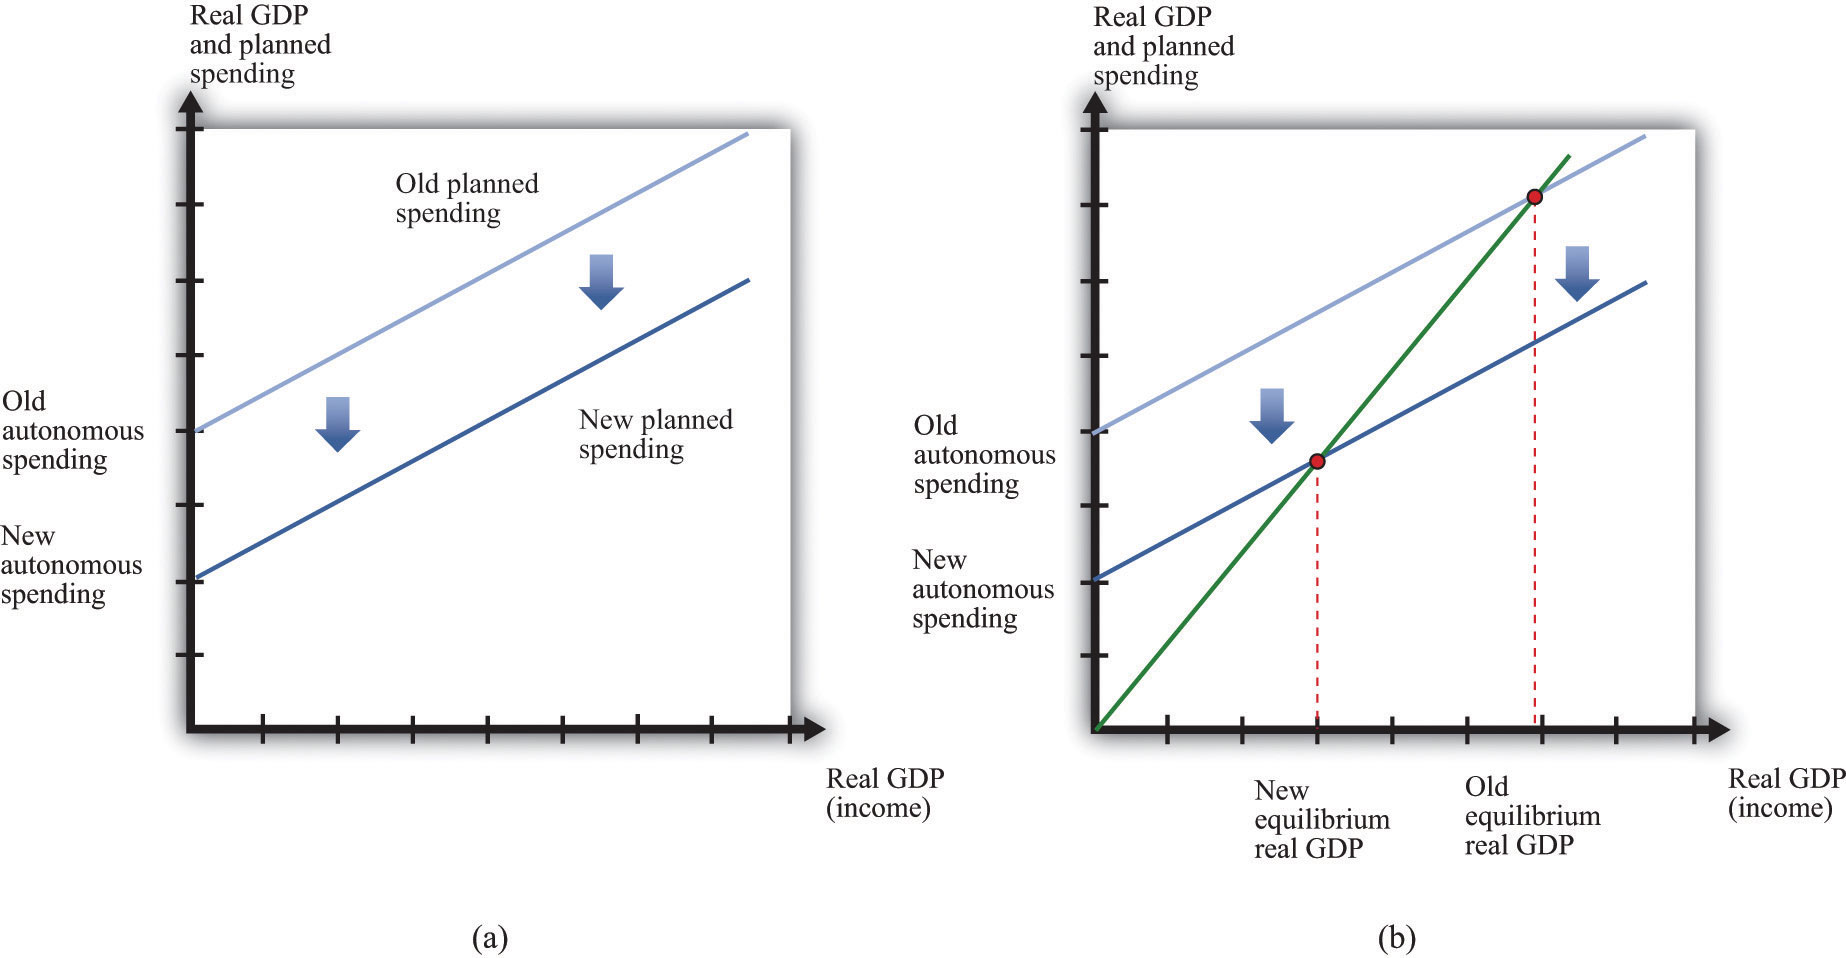 Real GDP
and planned
spending
Old planned
spending
New planned
spending
Old
autonomous
spending
New
autonomous
spending
Real GDP
(income)
(a)
Real GDP
and planned
spending
Old
autonomous
spending
New
autonomous
spending
New
equilibrium
real GDP
Old
equilibrium
real GDP
Real GDP
(income)
(b)